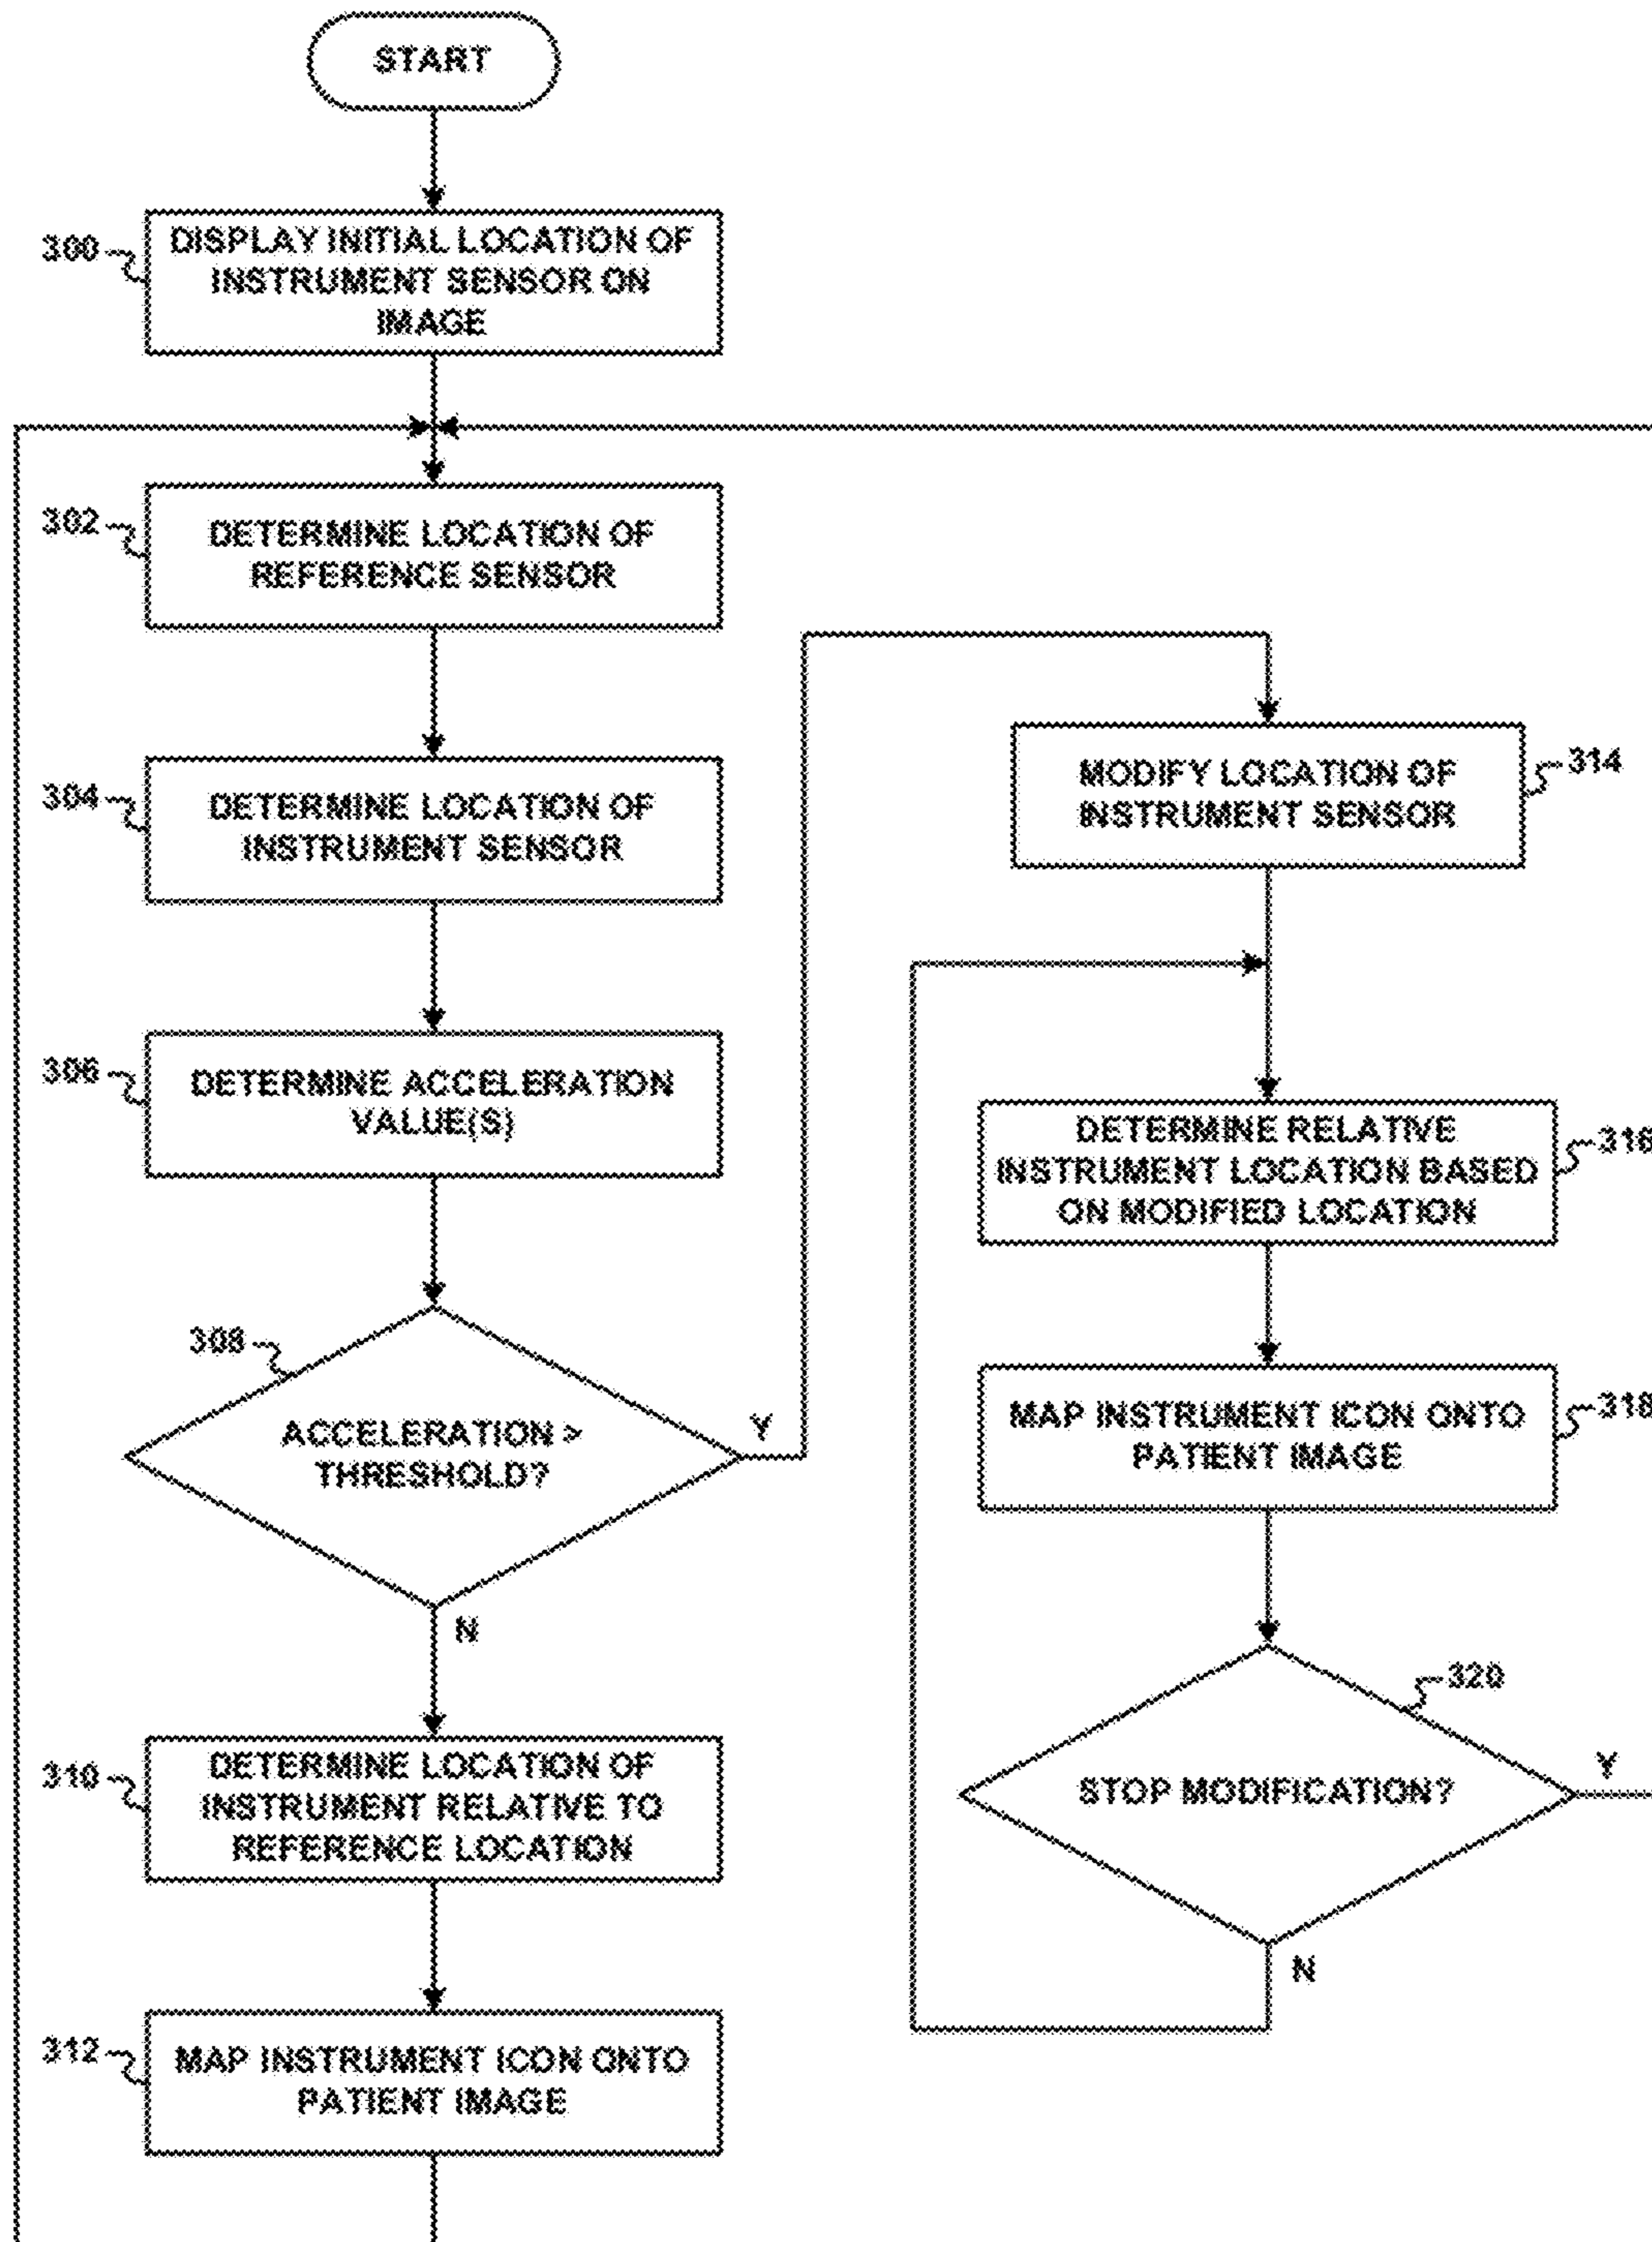 START
300
DISPLAY INITIAL LOCATION OF
INSTRUMENT SENSOR ON
IMAGE
302
DETERMINE LOCATION OF
REFERENCE SENSOR
304
DETERMINE LOCATION OF
INSTRUMENT SENSOR
306
DETERMINE ACCELERATION
VALUE(S)
308
ACCELERATION >
THRESHOLD?
Y
N
310
DETERMINE LOCATION OF
INSTRUMENT RELATIVE TO
REFERENCE LOCATION
312
MAP INSTRUMENT ICON ONTO
PATIENT IMAGE
314
MODIFY LOCATION OF
INSTRUMENT SENSOR
316
DETERMINE RELATIVE
INSTRUMENT LOCATION BASED
ON MODIFIED LOCATION
318
MAP INSTRUMENT ICON ONTO
PATIENT IMAGE
320
STOP MODIFICATION?
Y
N